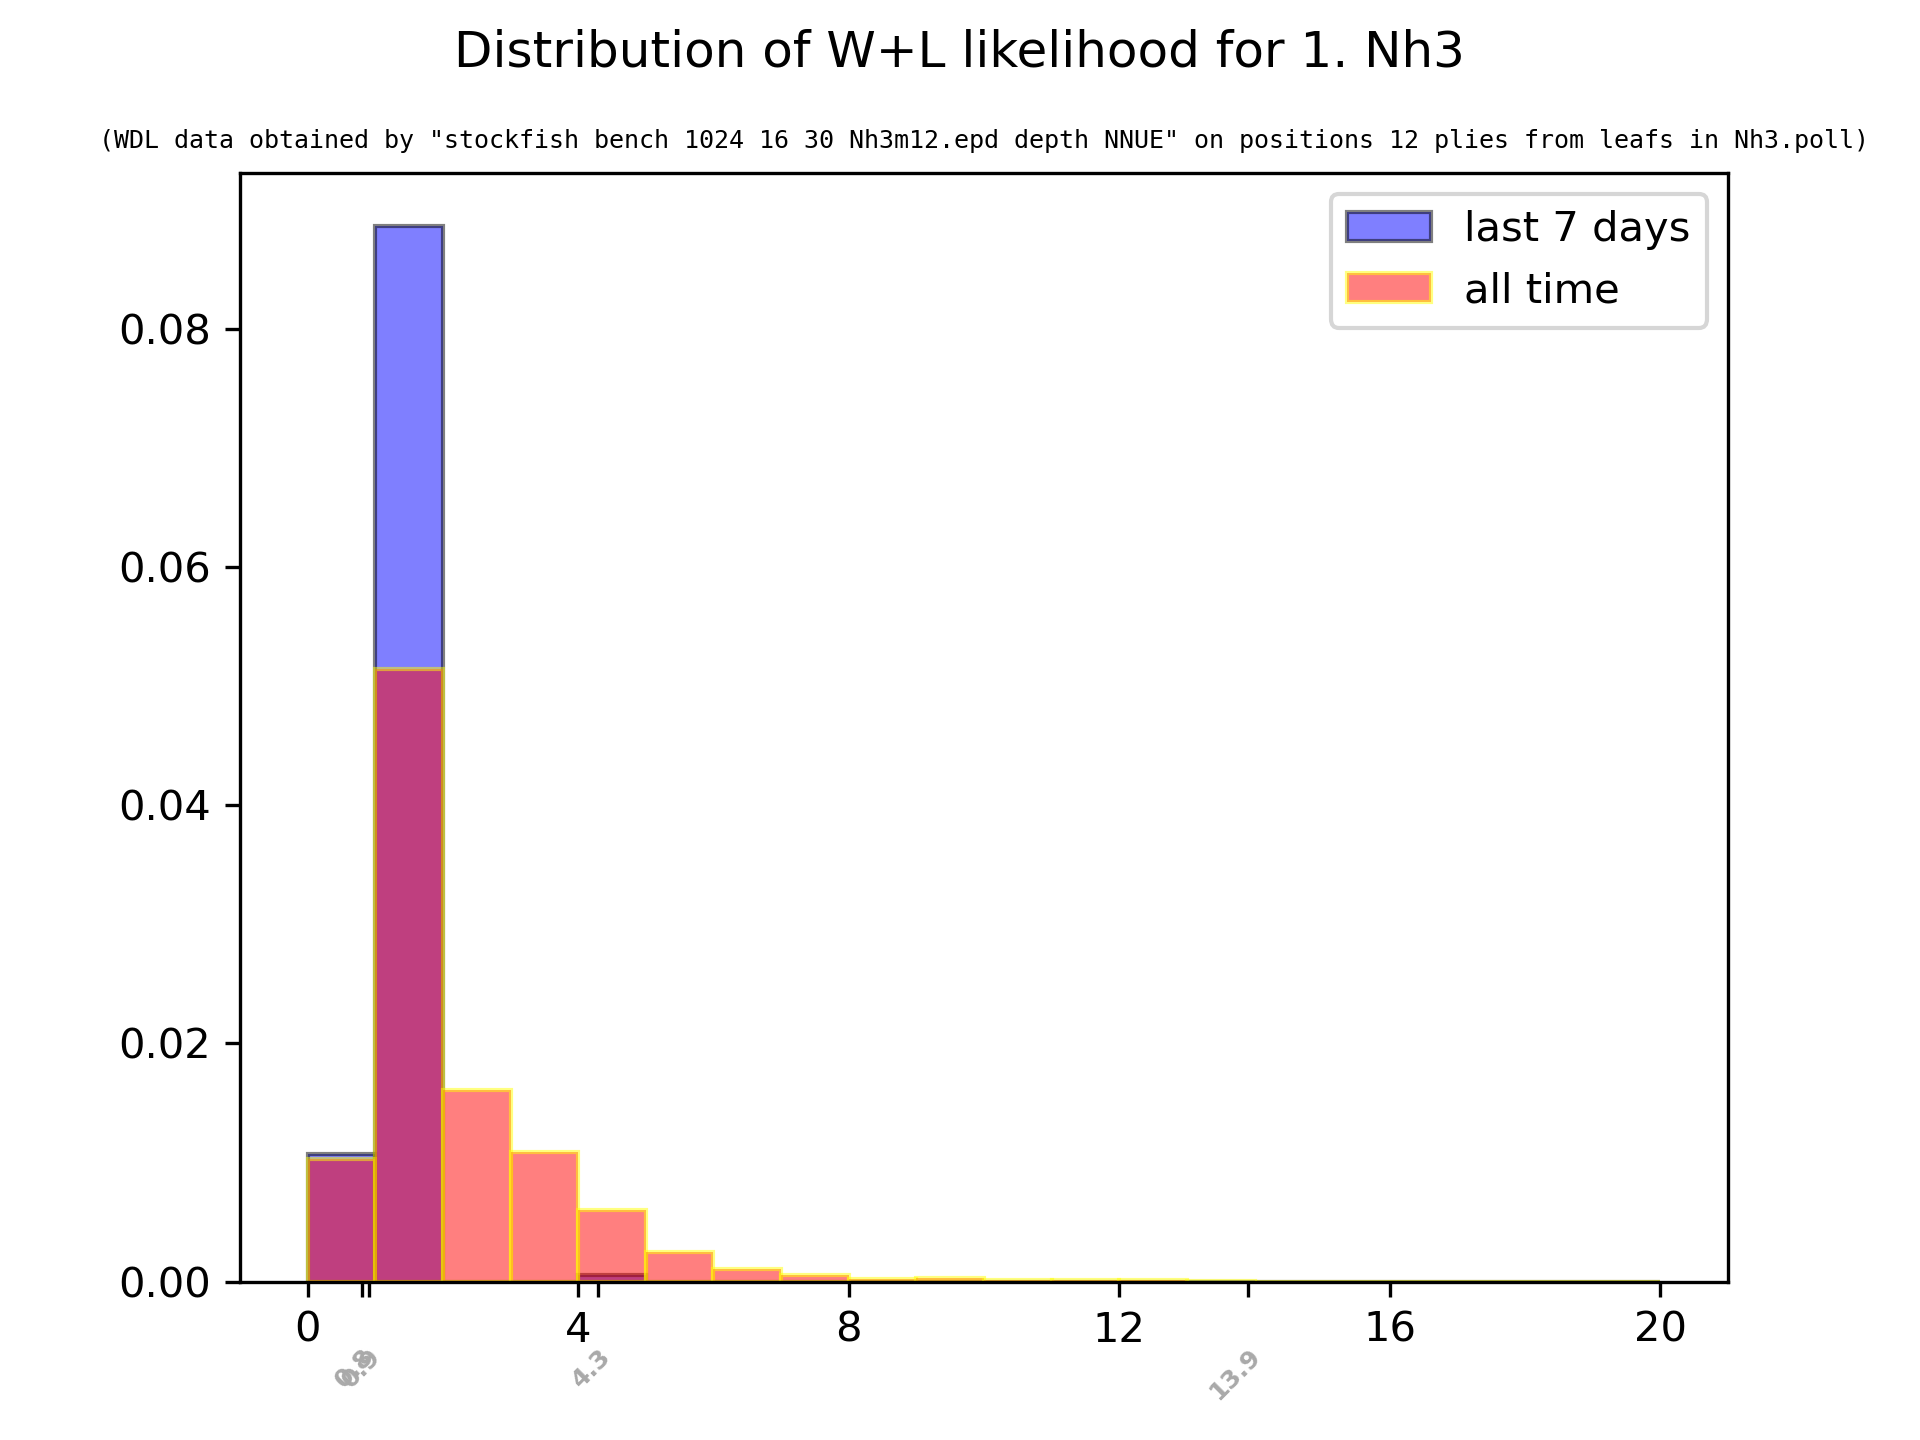 Distribution of W+L likelihood for 1. Nh3
(WDL data obtained by "stockfish bench 1024 16 30 Nh3m12.epd depth NNUE" on positions 12 plies from leafs in Nh3.poll)
last 7 days
all time
0.08
0.06
0.04
0.02
0.00
0 4 8 12 16 20
0.8 0.9 4.3 13.9